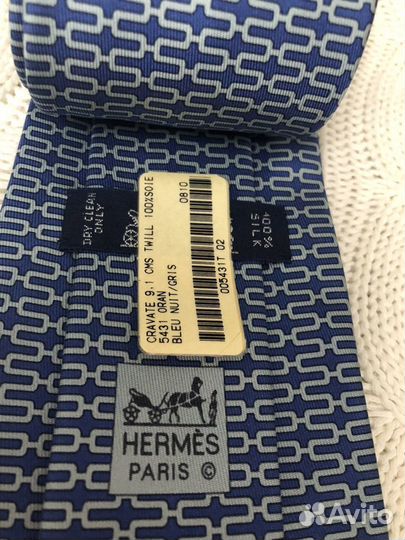 DRY CLEAN
ONLY
CRAVATE 9.1 CMS TWILL 100%SOIE
5431 ORAN
BLEU NUIT/GRIS
0810
005431T 02
100%
SILK
HERMÈS
PARIS ©
Avito